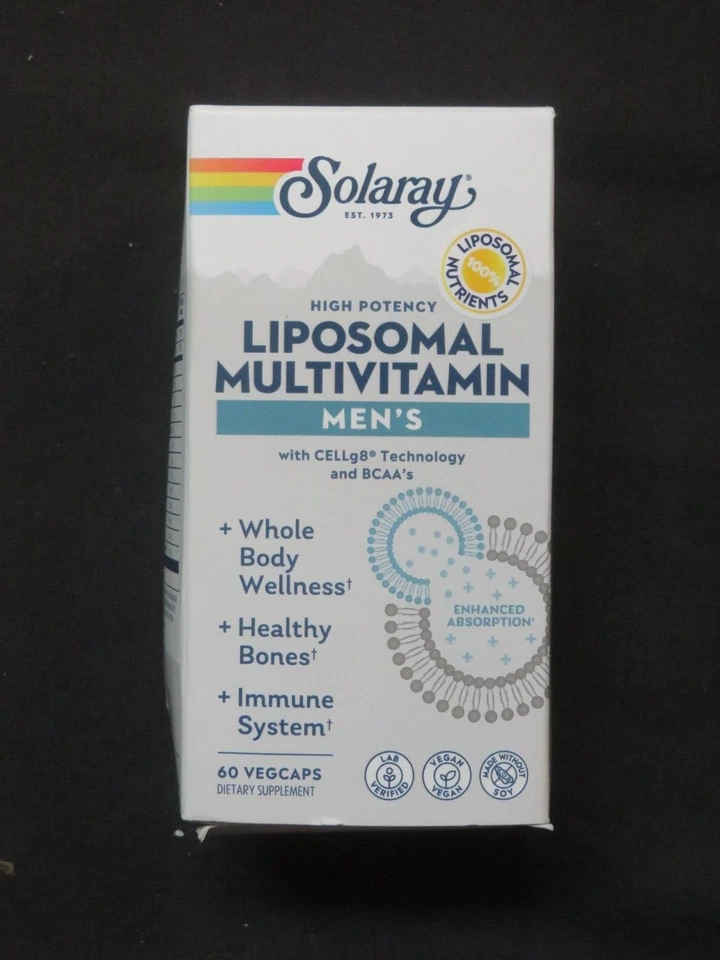 Solaray®
EST. 1973
LIPOSOMAL
100%
NUTRIENTS
HIGH POTENCY
LIPOSOMAL
MULTIVITAMIN
MEN'S
with CELLg8® Technology
and BCAA's
+ Whole
Body
Wellness†
+ Healthy
Bones†
+ Immune
System†
ENHANCED
ABSORPTION†
60 VEGCAPS
DIETARY SUPPLEMENT
LAB
VERIFIED
VEGAN
VEGAN
MADE WITHOUT
SOY